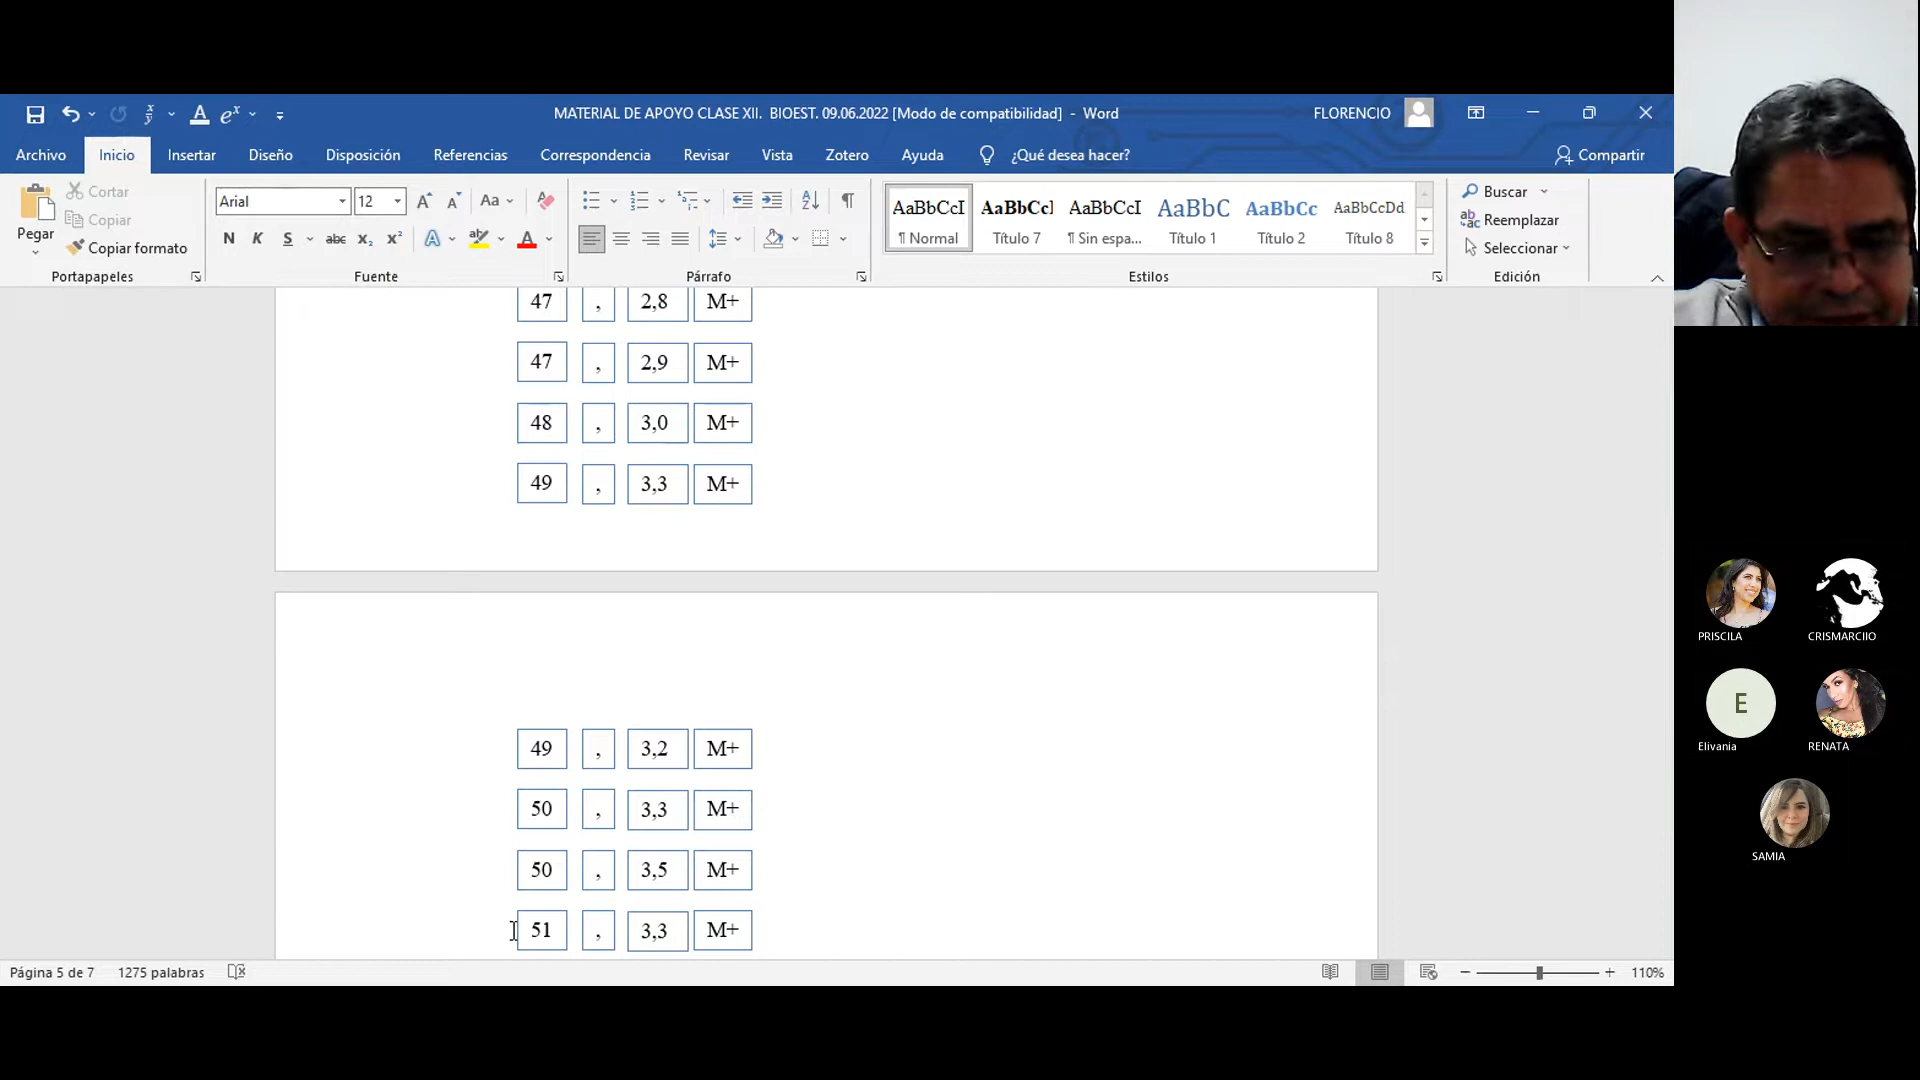 MATERIAL DE APOYO CLASE XII. BIOEST. 09.06.2022 [Modo de compatibilidad] - Word
FLORENCIO
Archivo Inicio Insertar Diseño Disposición Referencias Correspondencia Revisar Vista Zotero Ayuda ¿Qué desea hacer? Compartir
Pegar
Cortar
Copiar
Copiar formato
Portapapeles
Arial 12
N K S abc x₂ x²
Fuente
Párrafo
AaBbCcI AaBbCcI AaBbCcI AaBbC AaBbCc AaBbCcDd
¶ Normal Título 7 ¶ Sin espa... Título 1 Título 2 Título 8
Estilos
Buscar
Reemplazar
Seleccionar
Edición
47 , 2,8 M+
47 , 2,9 M+
48 , 3,0 M+
49 , 3,3 M+
49 , 3,2 M+
50 , 3,3 M+
50 , 3,5 M+
51 , 3,3 M+
Página 5 de 7 1275 palabras 110%
PRISCILA CRISMARCIIO
E
Elivania RENATA
SAMIA